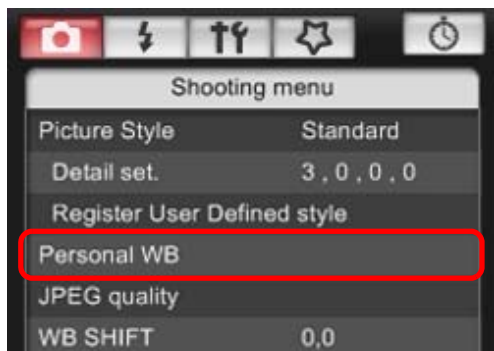 Shooting menu
Picture Style Standard
Detail set. 3 , 0 , 0 , 0
Register User Defined style
Personal WB
JPEG quality
WB SHIFT 0,0